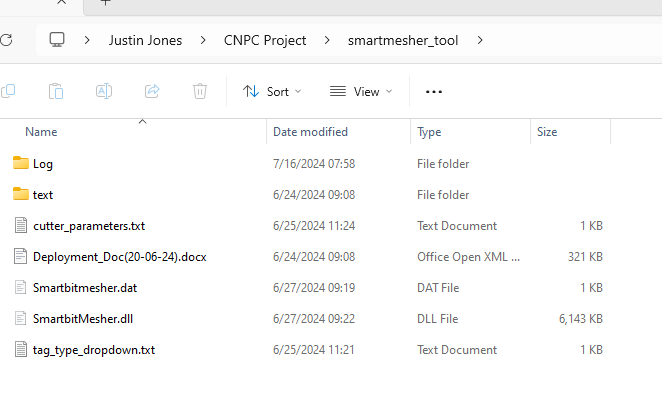 Justin Jones > CNPC Project > smartmesher_tool >
Sort View ...
Name Date modified Type Size
Log 7/16/2024 07:58 File folder
text 6/24/2024 09:08 File folder
cutter_parameters.txt 6/25/2024 11:24 Text Document 1 KB
Deployment_Doc(20-06-24).docx 6/24/2024 09:08 Office Open XML ... 321 KB
Smartbitmesher.dat 6/27/2024 09:19 DAT File 1 KB
SmartbitMesher.dll 6/27/2024 09:22 DLL File 6,143 KB
tag_type_dropdown.txt 6/25/2024 11:21 Text Document 1 KB